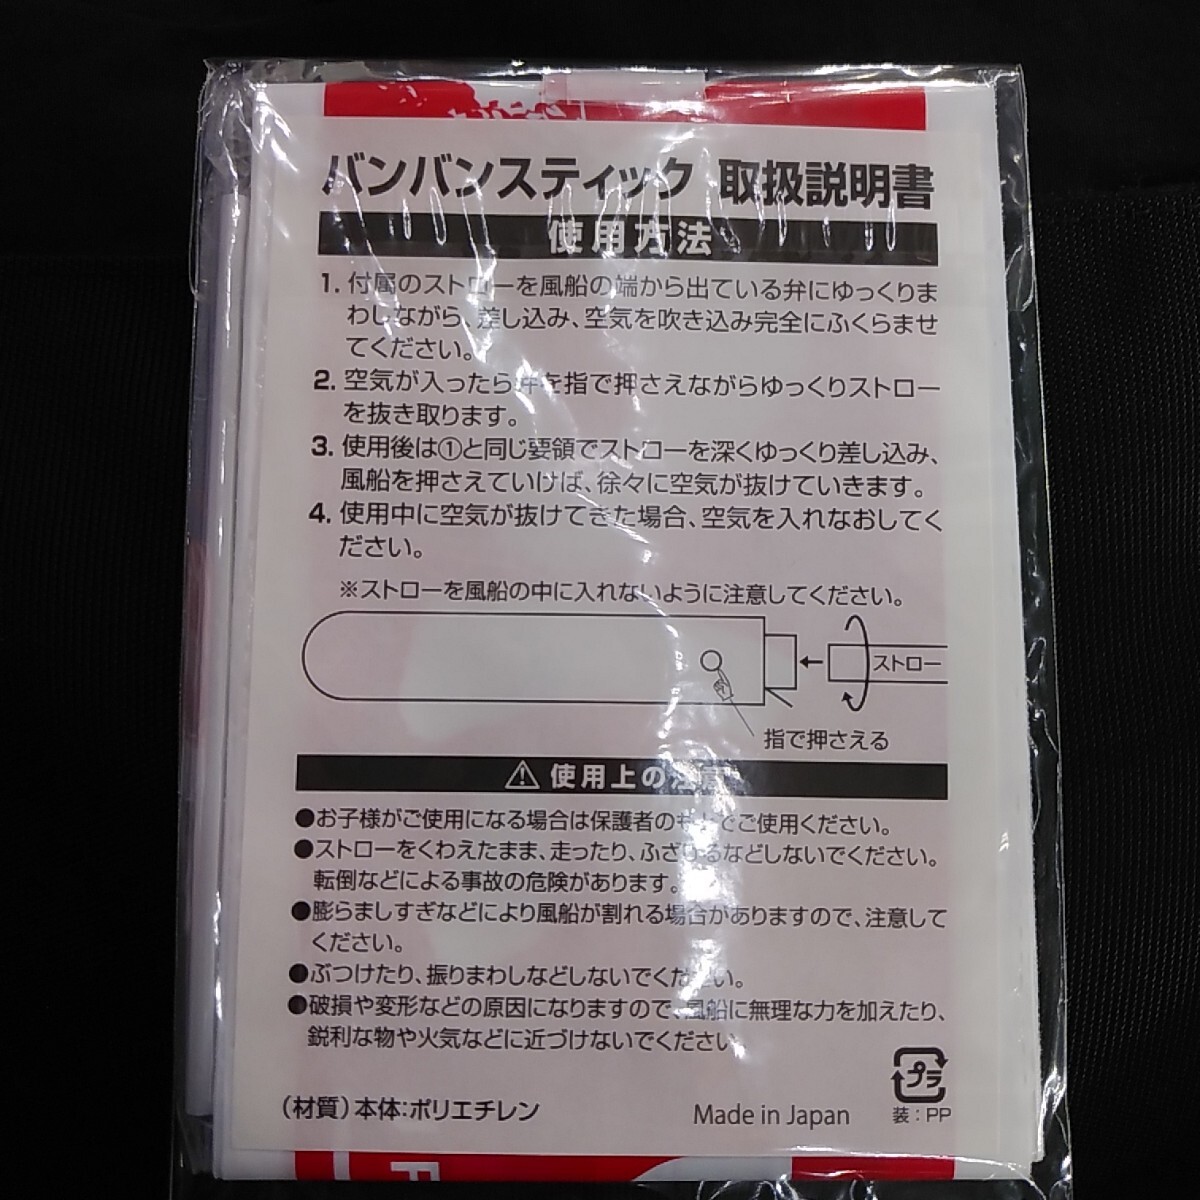 バンバンスティック 取扱説明書
使用方法
1. 付属のストローを風船の端から出ている弁にゆっくりま
わしながら、差し込み、空気を吹き込み完全にふくらませ
てください。
2. 空気が入ったら弁を指で押さえながらゆっくりストロー
を抜き取ります。
3. 使用後は①と同じ要領でストローを深くゆっくり差し込み、
風船を押さえていけば、徐々に空気が抜けていきます。
4. 使用中に空気が抜けてきた場合、空気を入れなおしてく
ださい。
※ストローを風船の中に入れないように注意してください。
ストロー
指で押さえる
⚠ 使用上の注意
●お子様がご使用になる場合は保護者のもとでご使用ください。
●ストローをくわえたまま、走ったり、ふざけるなどしないでください。
転倒などによる事故の危険があります。
●膨らましすぎなどにより風船が割れる場合がありますので、注意して
ください。
●ぶつけたり、振りまわしなどしないでください。
●破損や変形などの原因になりますので、風船に無理な力を加えたり、
鋭利な物や火気などに近づけないでください
(材質)本体:ポリエチレン
Made in Japan
プラ
装:PP
F